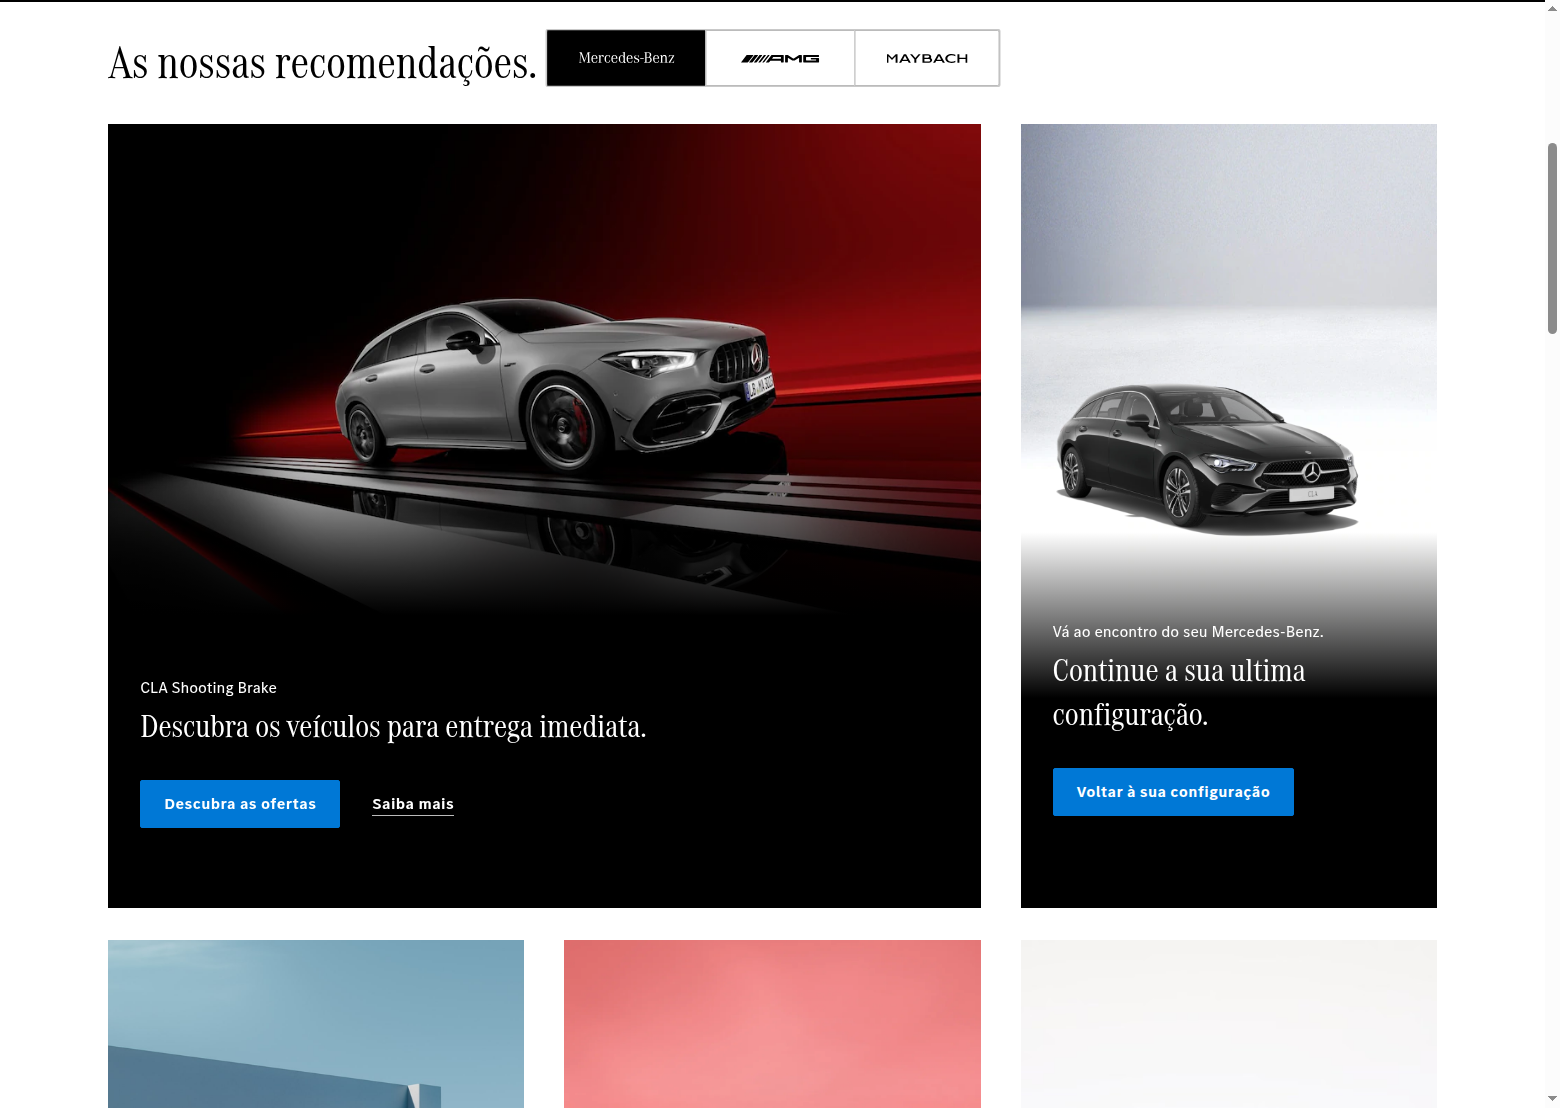 As nossas recomendações.
Mercedes-Benz
AMG
MAYBACH
CLA Shooting Brake
Descubra os veículos para entrega imediata.
Descubra as ofertas
Saiba mais
CLA
Vá ao encontro do seu Mercedes-Benz.
Continue a sua ultima
configuração.
Voltar à sua configuração